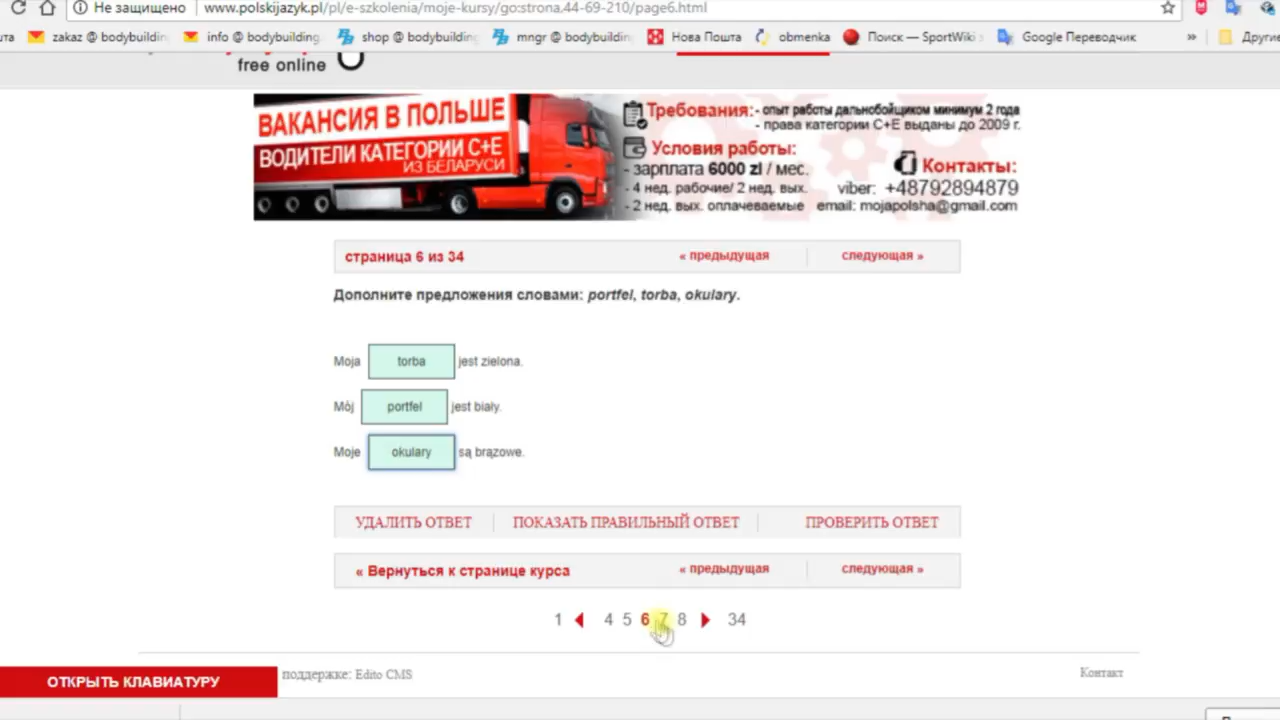 Не защищено www.polskijazyk.pl/pl/e-szkolenia/moje-kursy/go:strona,44-69-210/page6.html
та zakaz @ bodybuilding info @ bodybuilding. shop @ bodybuildin mngr @ bodybuildin Нова Пошта obmenka Поиск — SportWiki Google Переводчик » Другие
free online
ВАКАНСИЯ В ПОЛЬШЕ
ВОДИТЕЛИ КАТЕГОРИИ C+E
ИЗ БЕЛАРУСИ
Требования: - опыт работы дальнобойщиком минимум 2 года
- права категории C+E выданы до 2009 г.
Условия работы:
- зарплата 6000 zl / мес.
- 4 нед. рабочие/ 2 нед. вых.
- 2 нед. вых. оплачеваемые
Контакты:
viber: +48792894879
email: mojapolsha@gmail.com
страница 6 из 34 « предыдущая следующая »
Дополните предложения словами: portfel, torba, okulary.
Moja torba jest zielona.
Mój portfel jest biały.
Moje okulary są brązowe.
УДАЛИТЬ ОТВЕТ ПОКАЗАТЬ ПРАВИЛЬНЫЙ ОТВЕТ ПРОВЕРИТЬ ОТВЕТ
« Вернуться к странице курса « предыдущая следующая »
1 4 5 6 7 8 34
ОТКРЫТЬ КЛАВИАТУРУ поддержке: Edito CMS Контакт